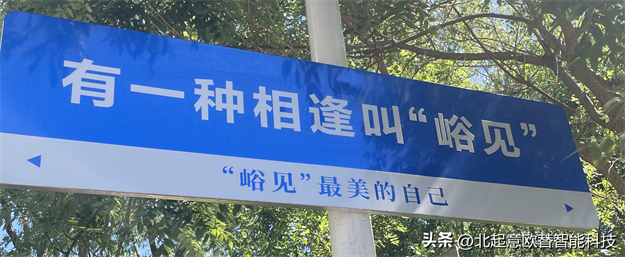 有一种相逢叫“峪见”
“峪见”最美的自己
头条 @北起意欧替智能科技